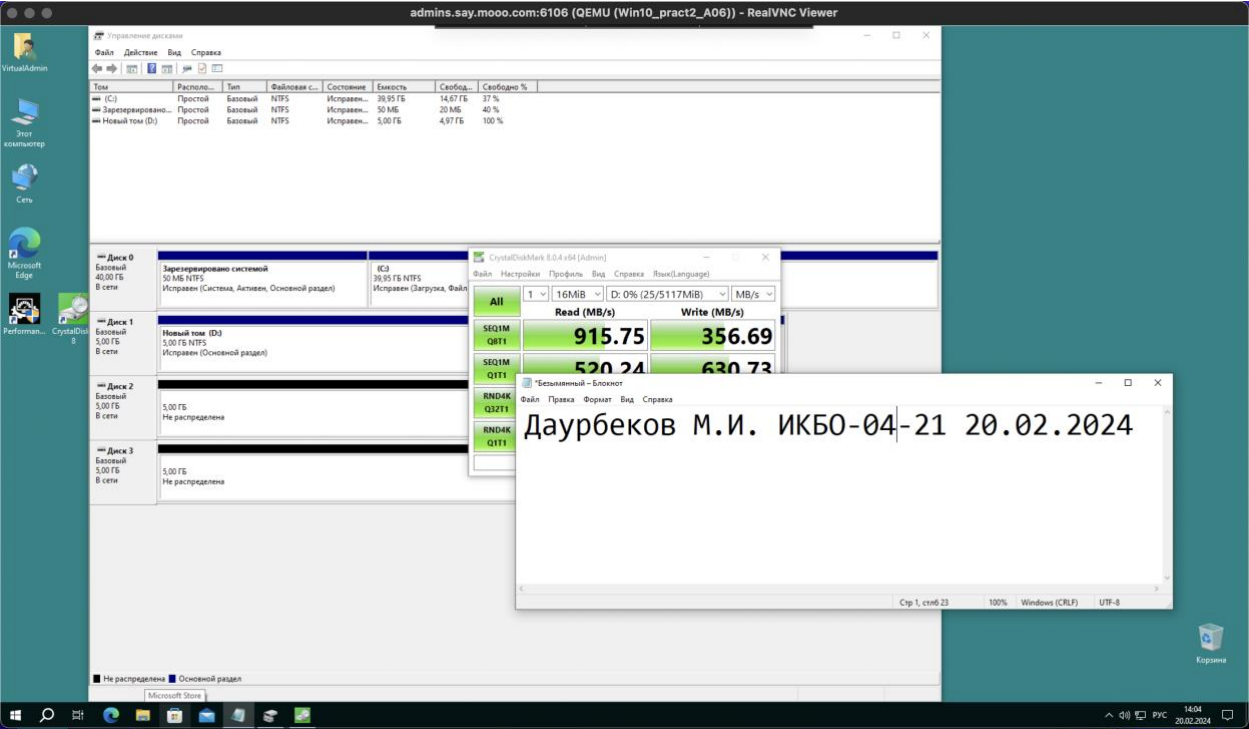 admins.say.mooo.com:6106 (QEMU (Win10_pract2_A06)) - RealVNC Viewer
VirtualAdmin
Этот компьютер
Сеть
Microsoft Edge
Performan...
CrystalDisk 8
Корзина
Управление дисками
Файл Действие Вид Справка
Том Располо... Тип Файловая с... Состояние Емкость Свобод... Свободно %
(C:) Простой Базовый NTFS Исправен... 39,95 ГБ 14,67 ГБ 37 %
Зарезервировано... Простой Базовый NTFS Исправен... 50 МБ 20 МБ 40 %
Новый том (D:) Простой Базовый NTFS Исправен... 5,00 ГБ 4,97 ГБ 100 %
Диск 0
Базовый
40,00 ГБ
В сети
Зарезервировано системой
50 МБ NTFS
Исправен (Система, Активен, Основной раздел)
(C:)
39,95 ГБ NTFS
Исправен (Загрузка, Файл
Диск 1
Базовый
5,00 ГБ
В сети
Новый том (D:)
5,00 ГБ NTFS
Исправен (Основной раздел)
Диск 2
Базовый
5,00 ГБ
В сети
5,00 ГБ
Не распределена
Диск 3
Базовый
5,00 ГБ
В сети
5,00 ГБ
Не распределена
Не распределена Основной раздел
CrystalDiskMark 8.0.4 x64 [Admin]
Файл Настройки Профиль Вид Справка Язык(Language)
All 1 16MiB D: 0% (25/5117MiB) MB/s
Read (MB/s) Write (MB/s)
SEQ1M Q8T1 915.75 356.69
SEQ1M Q1T1 520.24 630.73
RND4K Q32T1
RND4K Q1T1
*Безымянный – Блокнот
Файл Правка Формат Вид Справка
Даурбеков М.И. ИКБО-04-21 20.02.2024
Стр 1, стлб 23 100% Windows (CRLF) UTF-8
Microsoft Store
РУС
14:04
20.02.2024